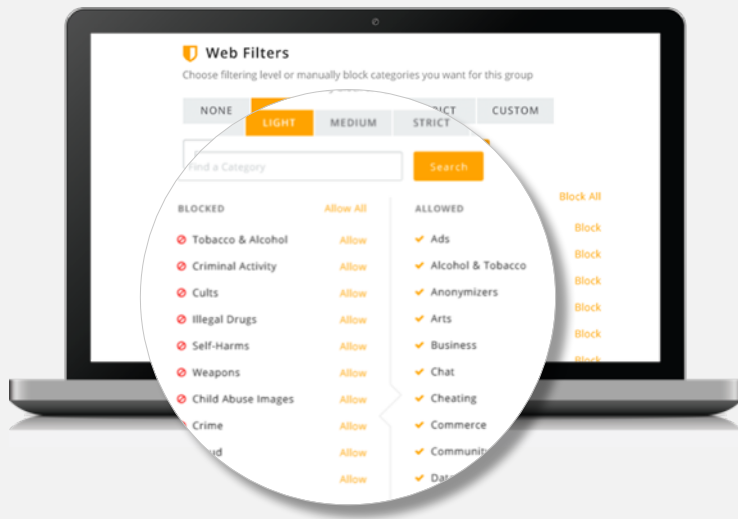 Web Filters
Choose filtering level or manually block categories you want for this group
NONE CUSTOM
LIGHT MEDIUM STRICT
Find a Category Search
Block All
BLOCKED Allow All ALLOWED
Tobacco & Alcohol Allow Ads Block
Criminal Activity Allow Alcohol & Tobacco Block
Cults Allow Anonymizers Block
Illegal Drugs Allow Arts Block
Self-Harms Allow Business Block
Weapons Allow Chat Block
Child Abuse Images Allow Cheating
Crime Allow Commerce
Allow Community
Allow